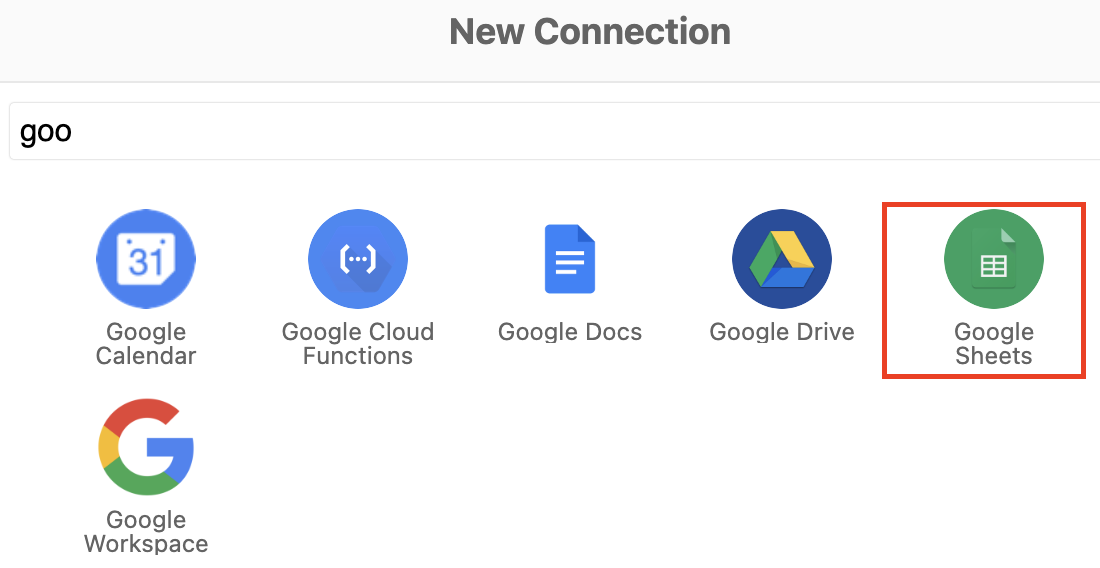 New Connection
goo
31
Google
Calendar
Google Cloud
Functions
Google Docs
Google Drive
Google
Sheets
Google
Workspace